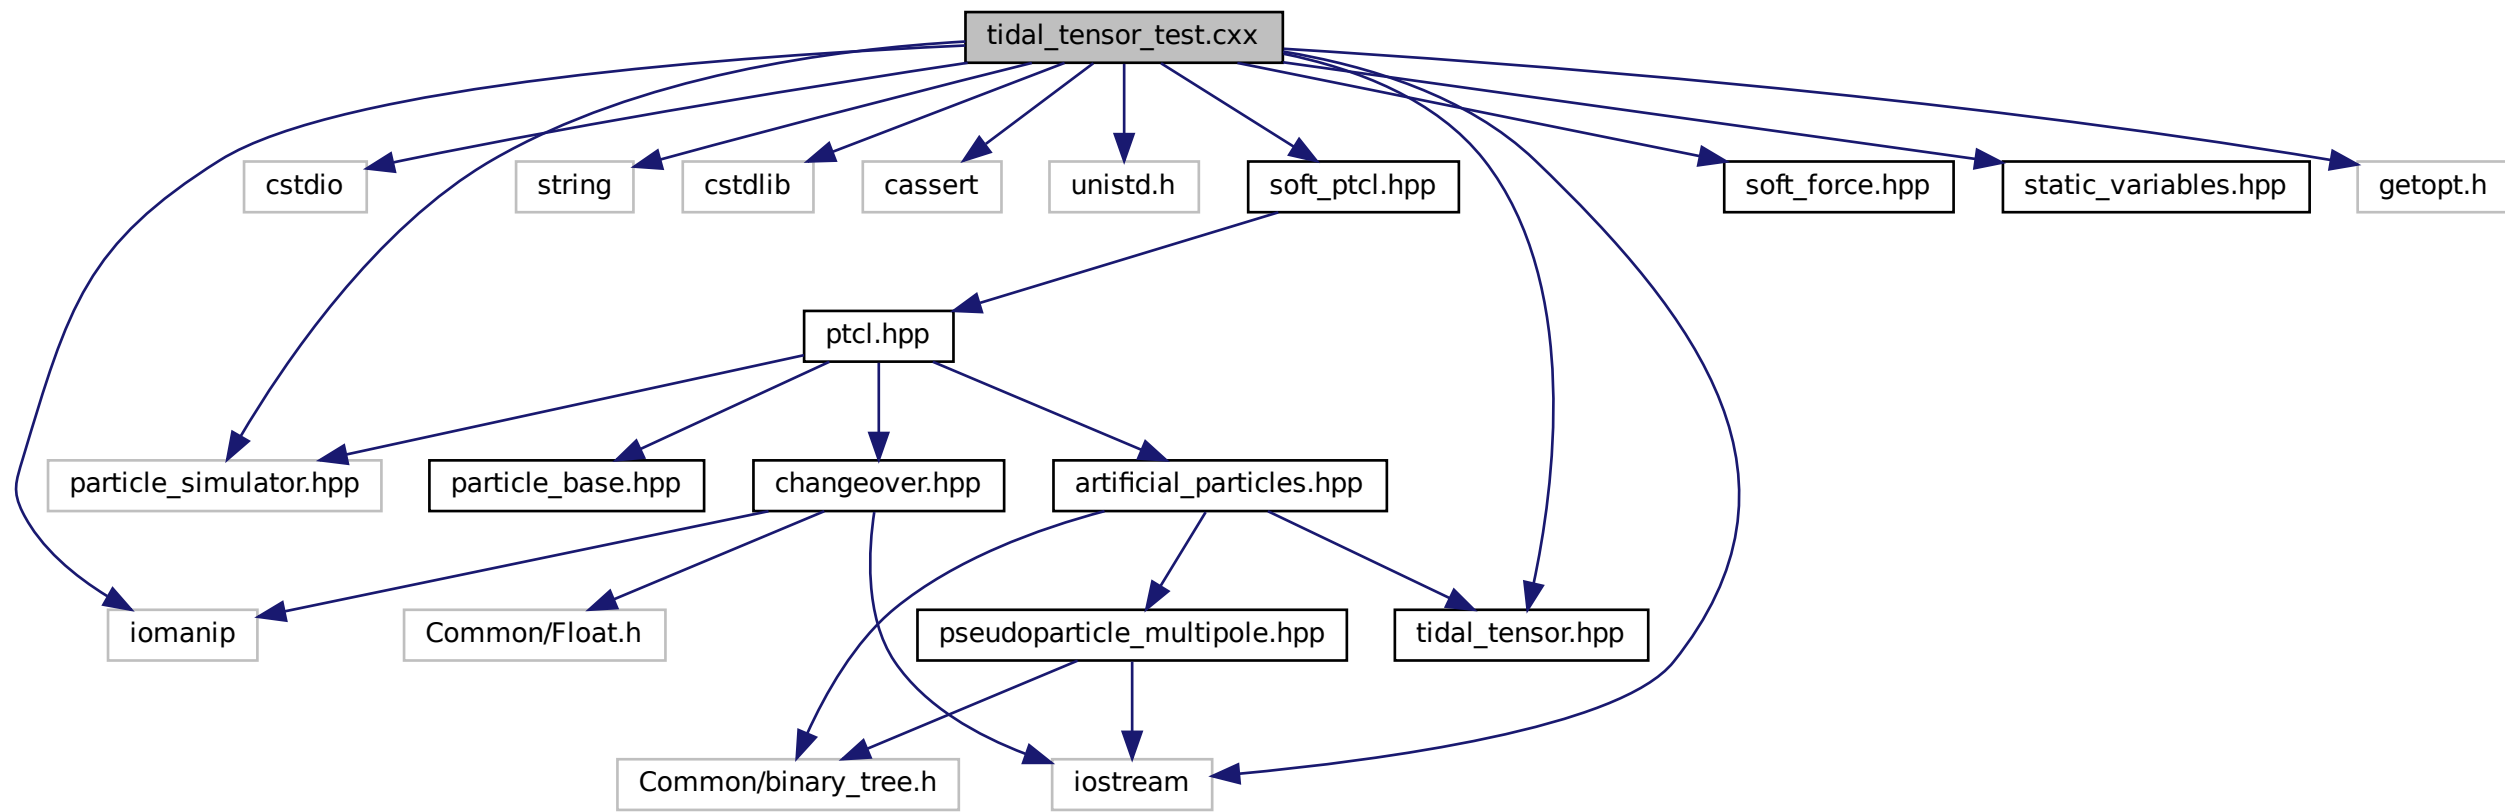 tidal_tensor_test.cxx
cstdio
string
cstdlib
cassert
unistd.h
soft_ptcl.hpp
soft_force.hpp
static_variables.hpp
getopt.h
ptcl.hpp
particle_simulator.hpp
particle_base.hpp
changeover.hpp
artificial_particles.hpp
iomanip
Common/Float.h
pseudoparticle_multipole.hpp
tidal_tensor.hpp
Common/binary_tree.h
iostream